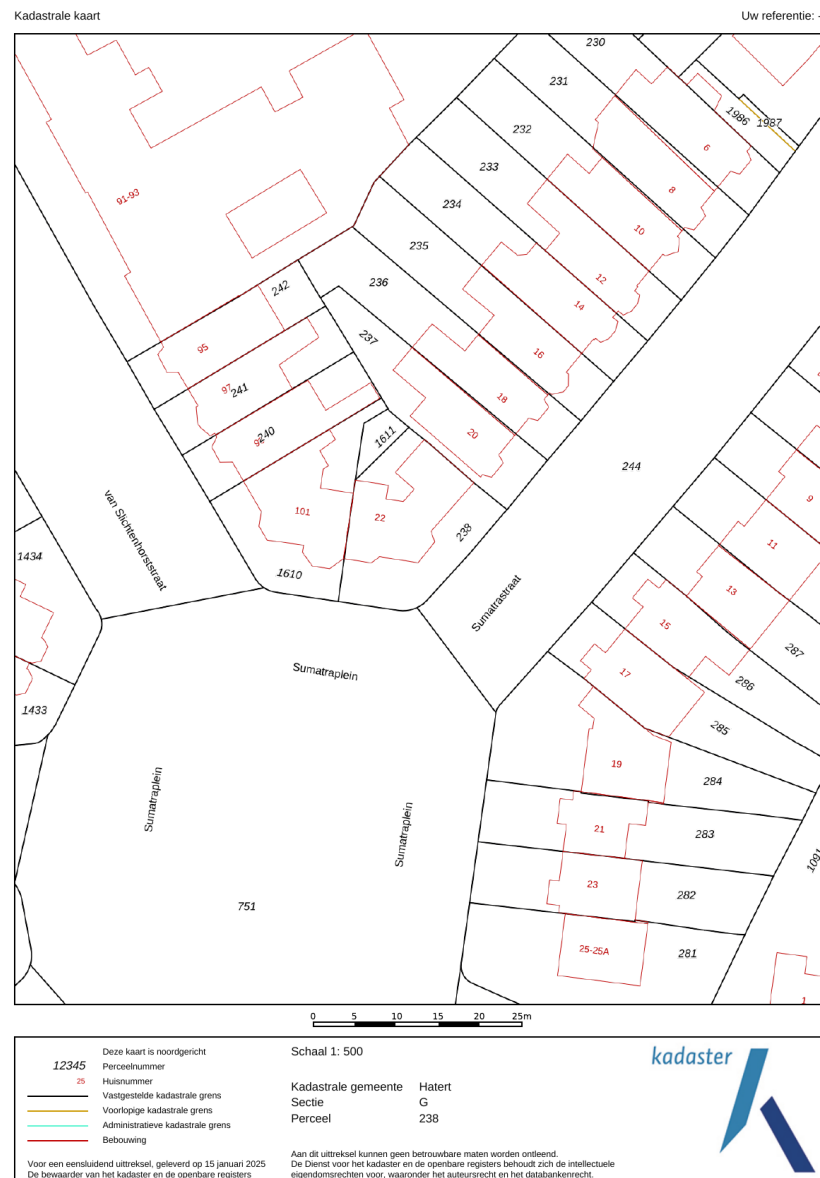 Kadastrale kaart
Uw referentie: -
230
231
1986
1987
232
6
233
8
91-93
234
10
235
12
236
242
14
237
16
95
97
241
18
240
20
1611
244
238
9
101
22
van Slichtenhorststraat
11
1434
1610
13
Sumatrastraat
15
287
Sumatraplein
17
286
1433
285
19
284
Sumatraplein
Sumatraplein
21
283
1091
23
282
751
25-25A
281
1
0 5 10 15 20 25m
Deze kaart is noordgericht
12345 Perceelnummer
25 Huisnummer
Vastgestelde kadastrale grens
Voorlopige kadastrale grens
Administratieve kadastrale grens
Bebouwing
Voor een eensluidend uittreksel, geleverd op 15 januari 2025
De bewaarder van het kadaster en de openbare registers
Schaal 1: 500
Kadastrale gemeente Hatert
Sectie G
Perceel 238
Aan dit uittreksel kunnen geen betrouwbare maten worden ontleend.
De Dienst voor het kadaster en de openbare registers behoudt zich de intellectuele
eigendomsrechten voor, waaronder het auteursrecht en het databankenrecht.
kadaster